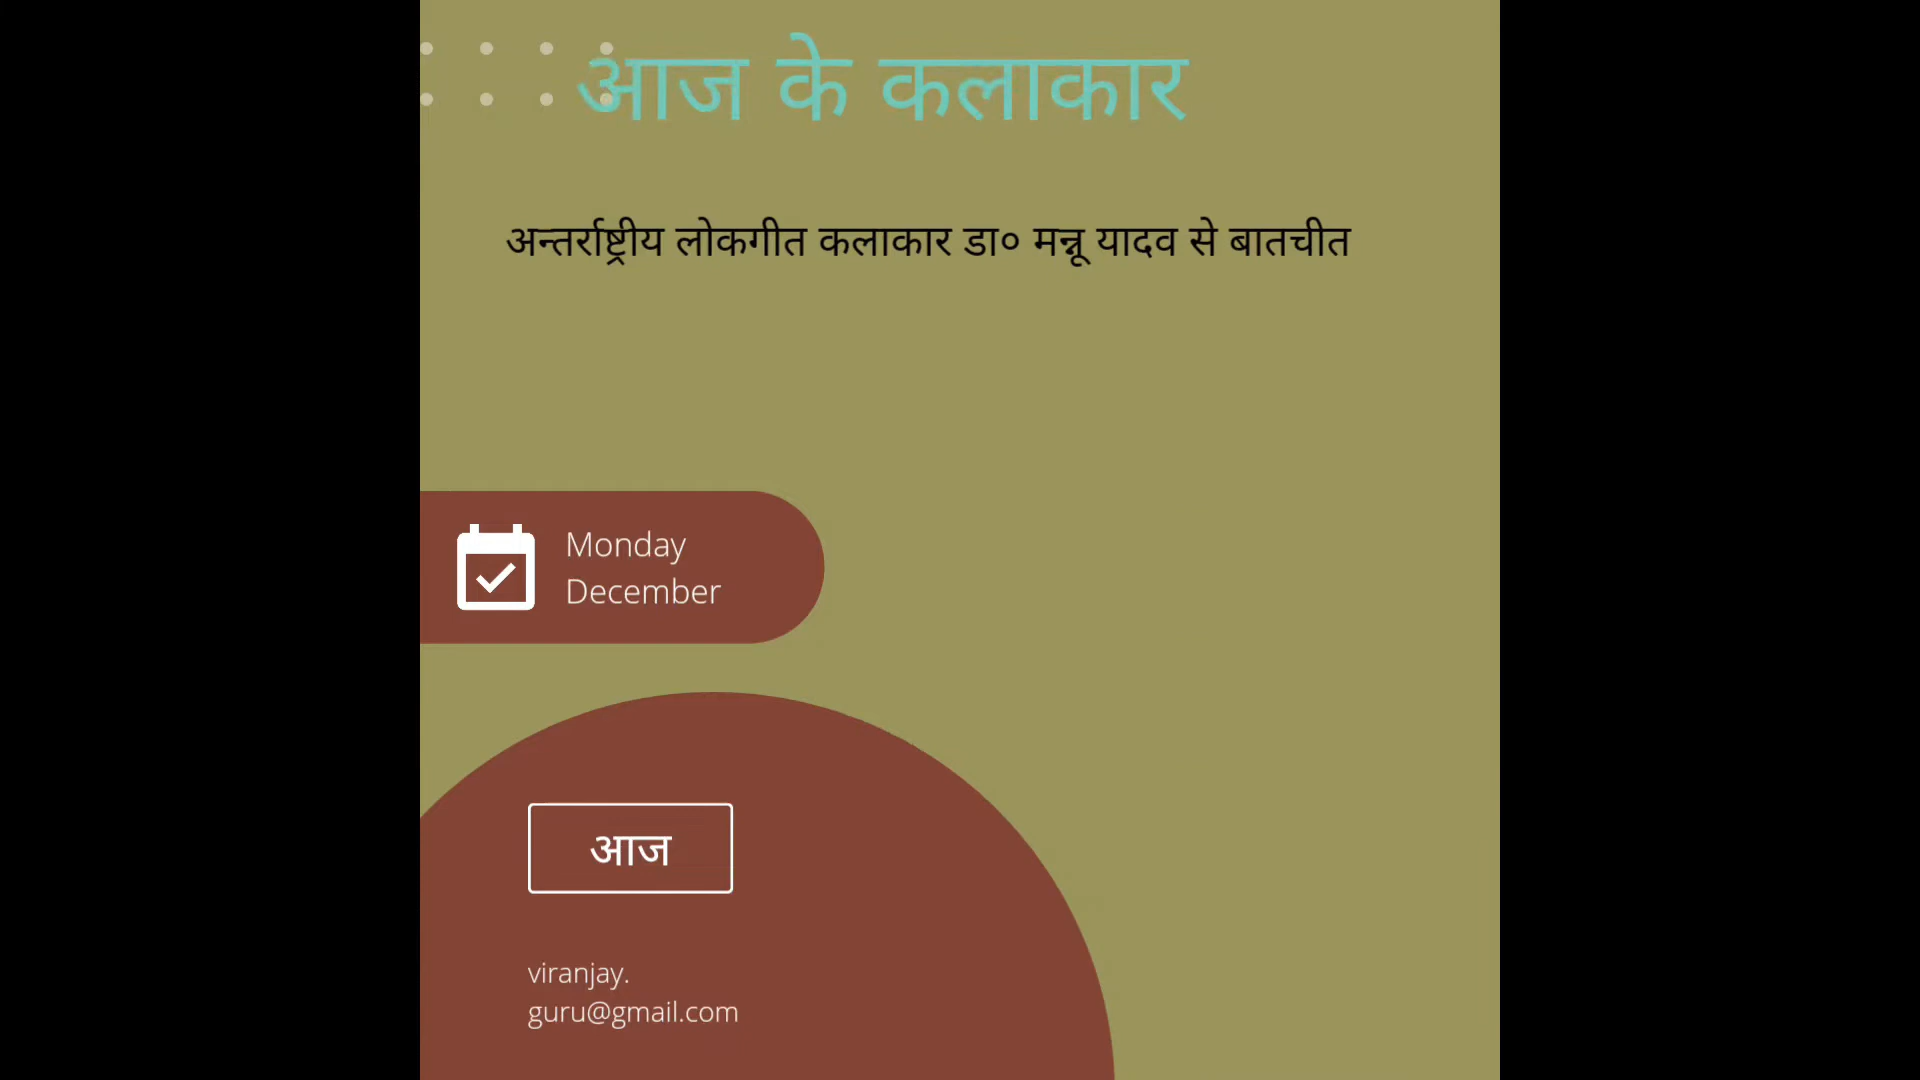 आज के कलाकार
अन्तर्राष्ट्रीय लोकगीत कलाकार डा० मन्नू यादव से बातचीत
Monday
December
आज
viranjay.
guru@gmail.com